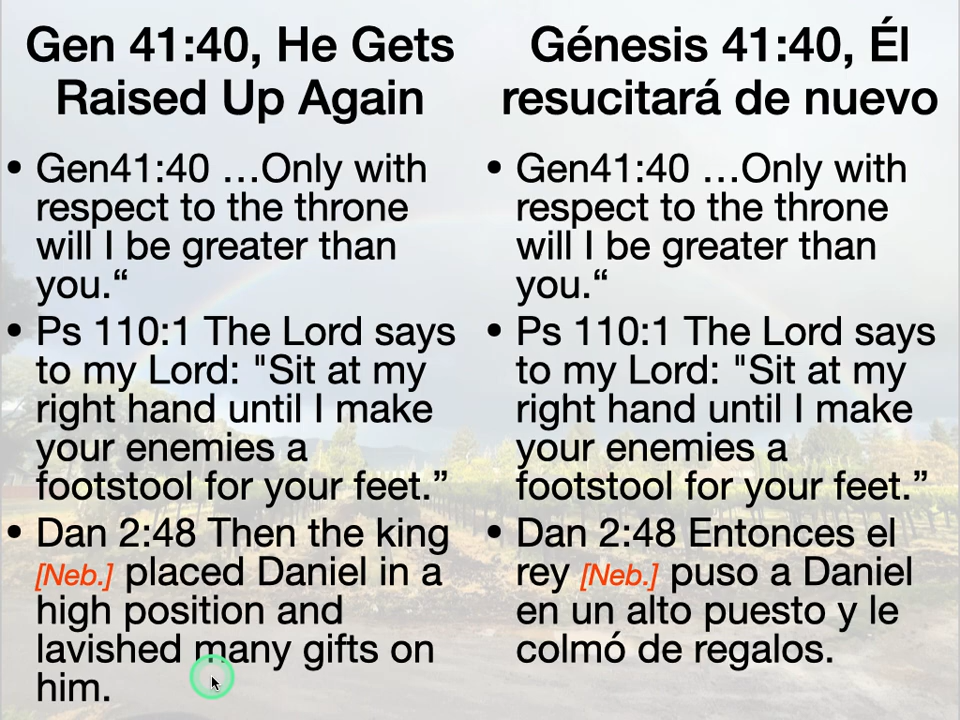 Gen 41:40, He Gets
Raised Up Again
• Gen41:40 …Only with
respect to the throne
will I be greater than
you.“
• Ps 110:1 The Lord says
to my Lord: "Sit at my
right hand until I make
your enemies a
footstool for your feet.”
• Dan 2:48 Then the king
[Neb.] placed Daniel in a
high position and
lavished many gifts on
him.
Génesis 41:40, Él
resucitará de nuevo
• Gen41:40 …Only with
respect to the throne
will I be greater than
you.“
• Ps 110:1 The Lord says
to my Lord: "Sit at my
right hand until I make
your enemies a
footstool for your feet.”
• Dan 2:48 Entonces el
rey [Neb.] puso a Daniel
en un alto puesto y le
colmó de regalos.